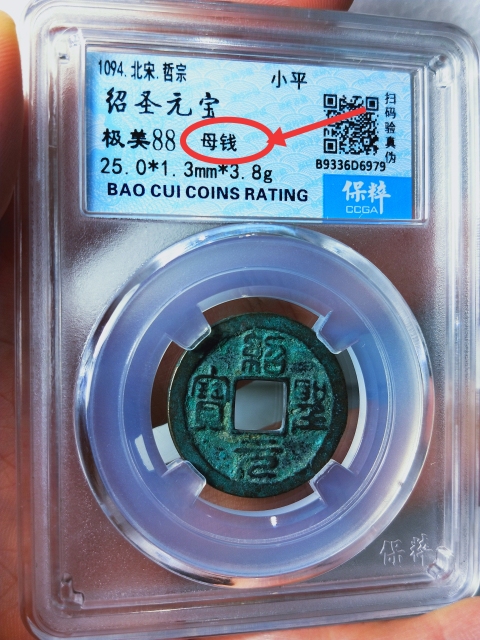 1094.北宋.哲宗
小平
绍圣元宝
极美88 母钱
25.0*1.3mm*3.8g
BAO CUI COINS RATING
扫码验真伪
B9336D6979
保粹
CCGA
紹聖元寶
保粹